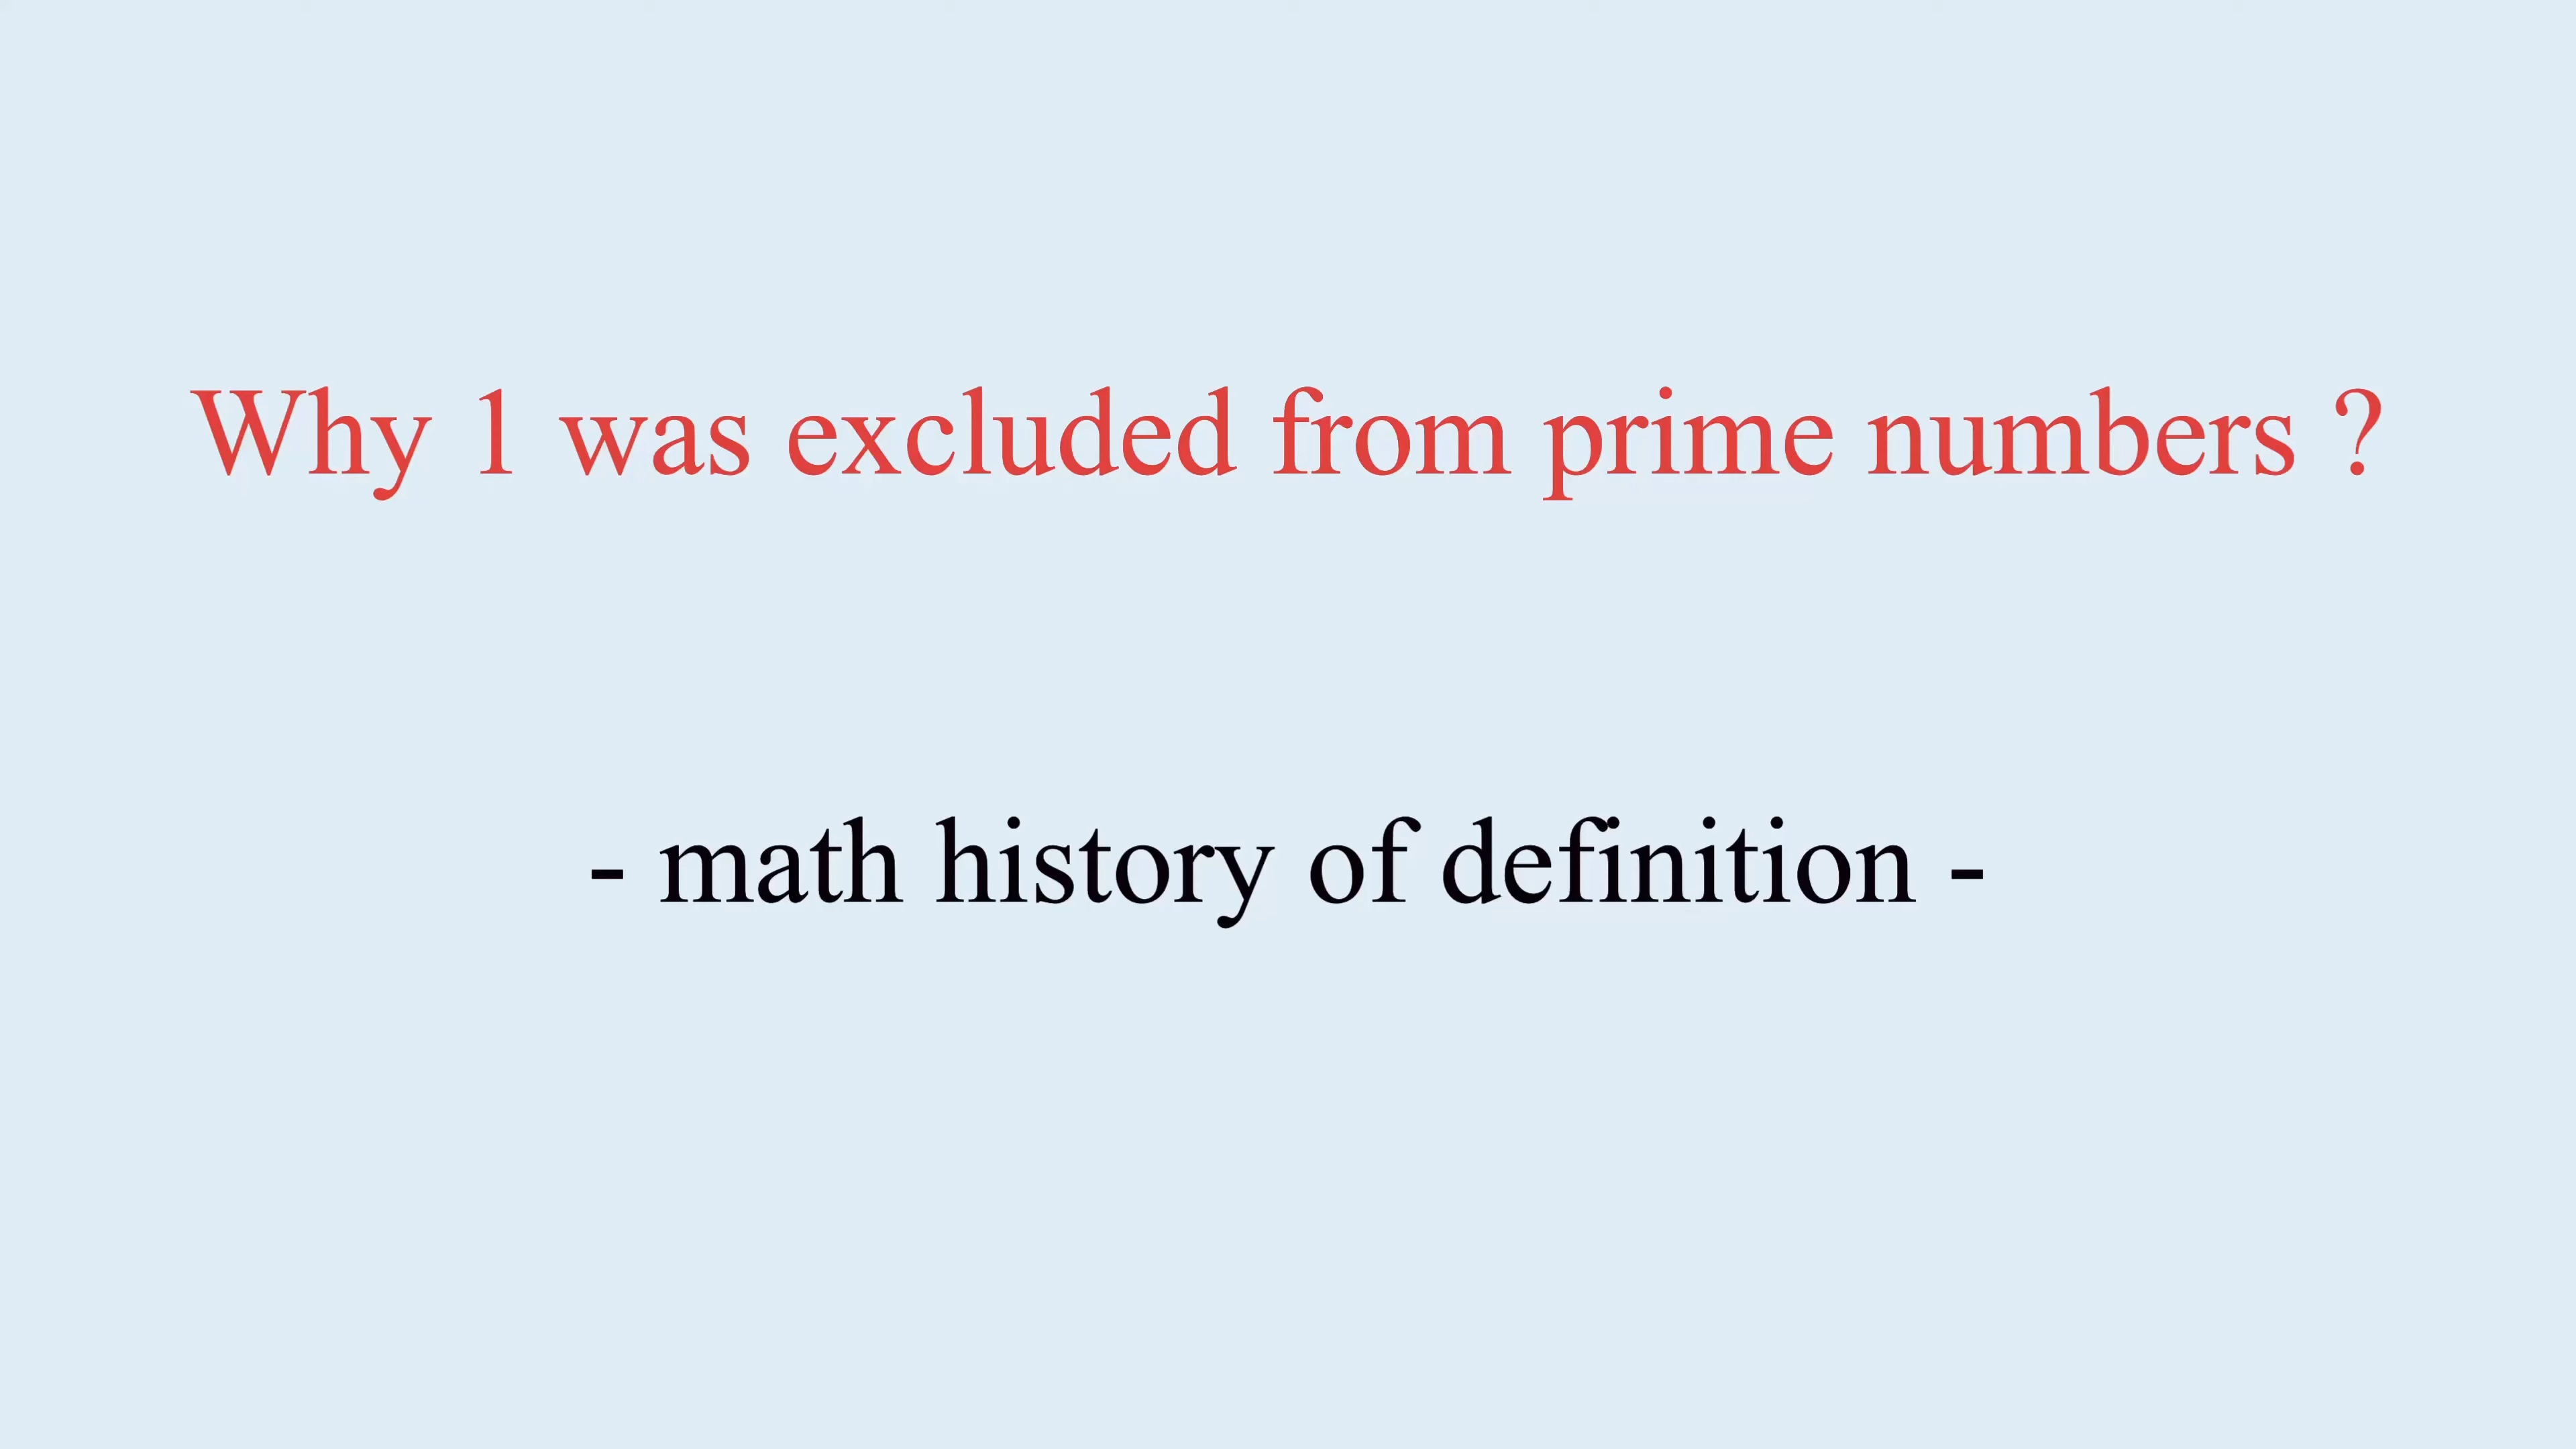 Why 1 was excluded from prime numbers ?
- math history of definition -